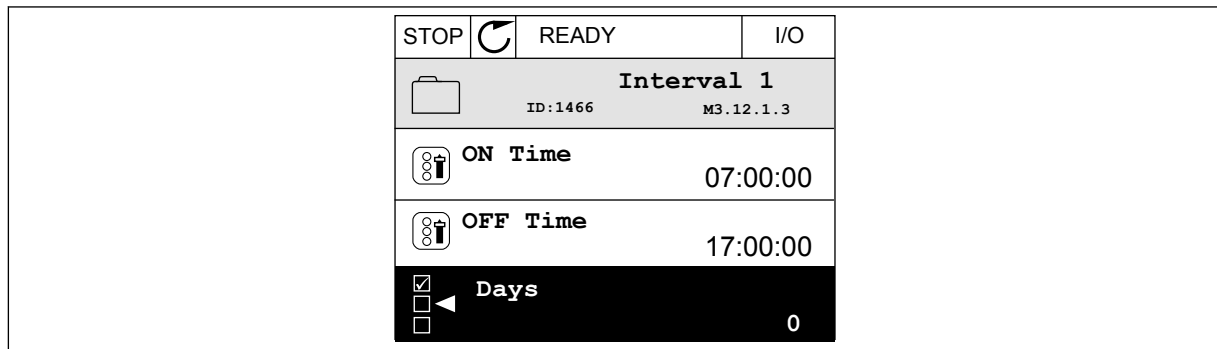 STOP READY I/O
Interval 1
ID:1466 M3.12.1.3
ON Time
07:00:00
OFF Time
17:00:00
Days
0